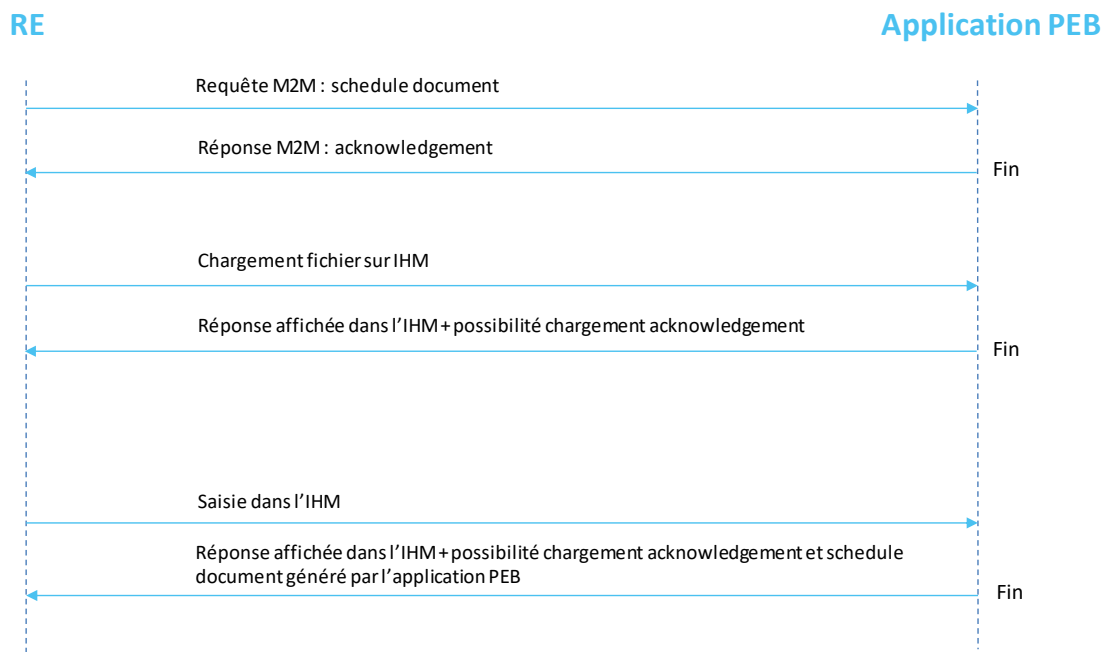 RE
Application PEB
Requête M2M : schedule document
Réponse M2M : acknowledgement
Fin
Chargement fichier sur IHM
Réponse affichée dans l'IHM + possibilité chargement acknowledgement
Fin
Saisie dans l'IHM
Réponse affichée dans l'IHM + possibilité chargement acknowledgement et schedule
document généré par l'application PEB
Fin